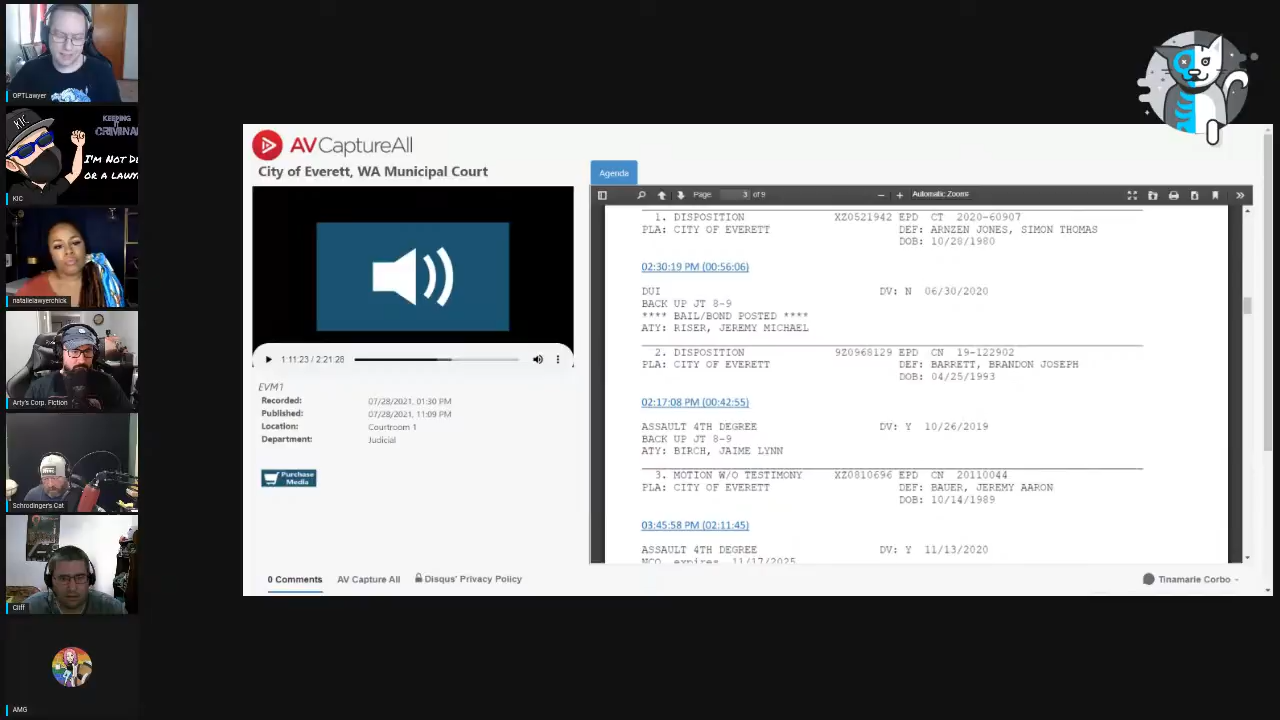 OPTLawyer
KEEPING
IT
CRIMINAL
I'M NOT DE
OR A LAWY
KIC
natalielawyerchick
Arty's Corp. Fiction
Schrodinger's Cat
Cliff
AMG
AVCaptureAll
City of Everett, WA Municipal Court
1:11:23 / 2:21:28
EVM1
Recorded: 07/28/2021, 01:30 PM
Published: 07/28/2021, 11:09 PM
Location: Courtroom 1
Department: Judicial
Purchase
Media
0 Comments AV Capture All Disqus' Privacy Policy
Tinamarie Corbo
Agenda
Page: 3 of 9
Automatic Zoom
1. DISPOSITION XZ0521942 EPD CT 2020-60907
PLA: CITY OF EVERETT DEF: ARNZEN JONES, SIMON THOMAS
DOB: 10/28/1980
02:30:19 PM (00:56:06)
DUI DV: N 06/30/2020
BACK UP JT 8-9
**** BAIL/BOND POSTED ****
ATY: RISER, JEREMY MICHAEL
2. DISPOSITION 9Z0968129 EPD CN 19-122902
PLA: CITY OF EVERETT DEF: BARRETT, BRANDON JOSEPH
DOB: 04/25/1993
02:17:08 PM (00:42:55)
ASSAULT 4TH DEGREE DV: Y 10/26/2019
BACK UP JT 8-9
ATY: BIRCH, JAIME LYNN
3. MOTION W/O TESTIMONY XZ0810696 EPD CN 20110044
PLA: CITY OF EVERETT DEF: BAUER, JEREMY AARON
DOB: 10/14/1989
03:45:58 PM (02:11:45)
ASSAULT 4TH DEGREE DV: Y 11/13/2020
NCO expires 11/17/2025